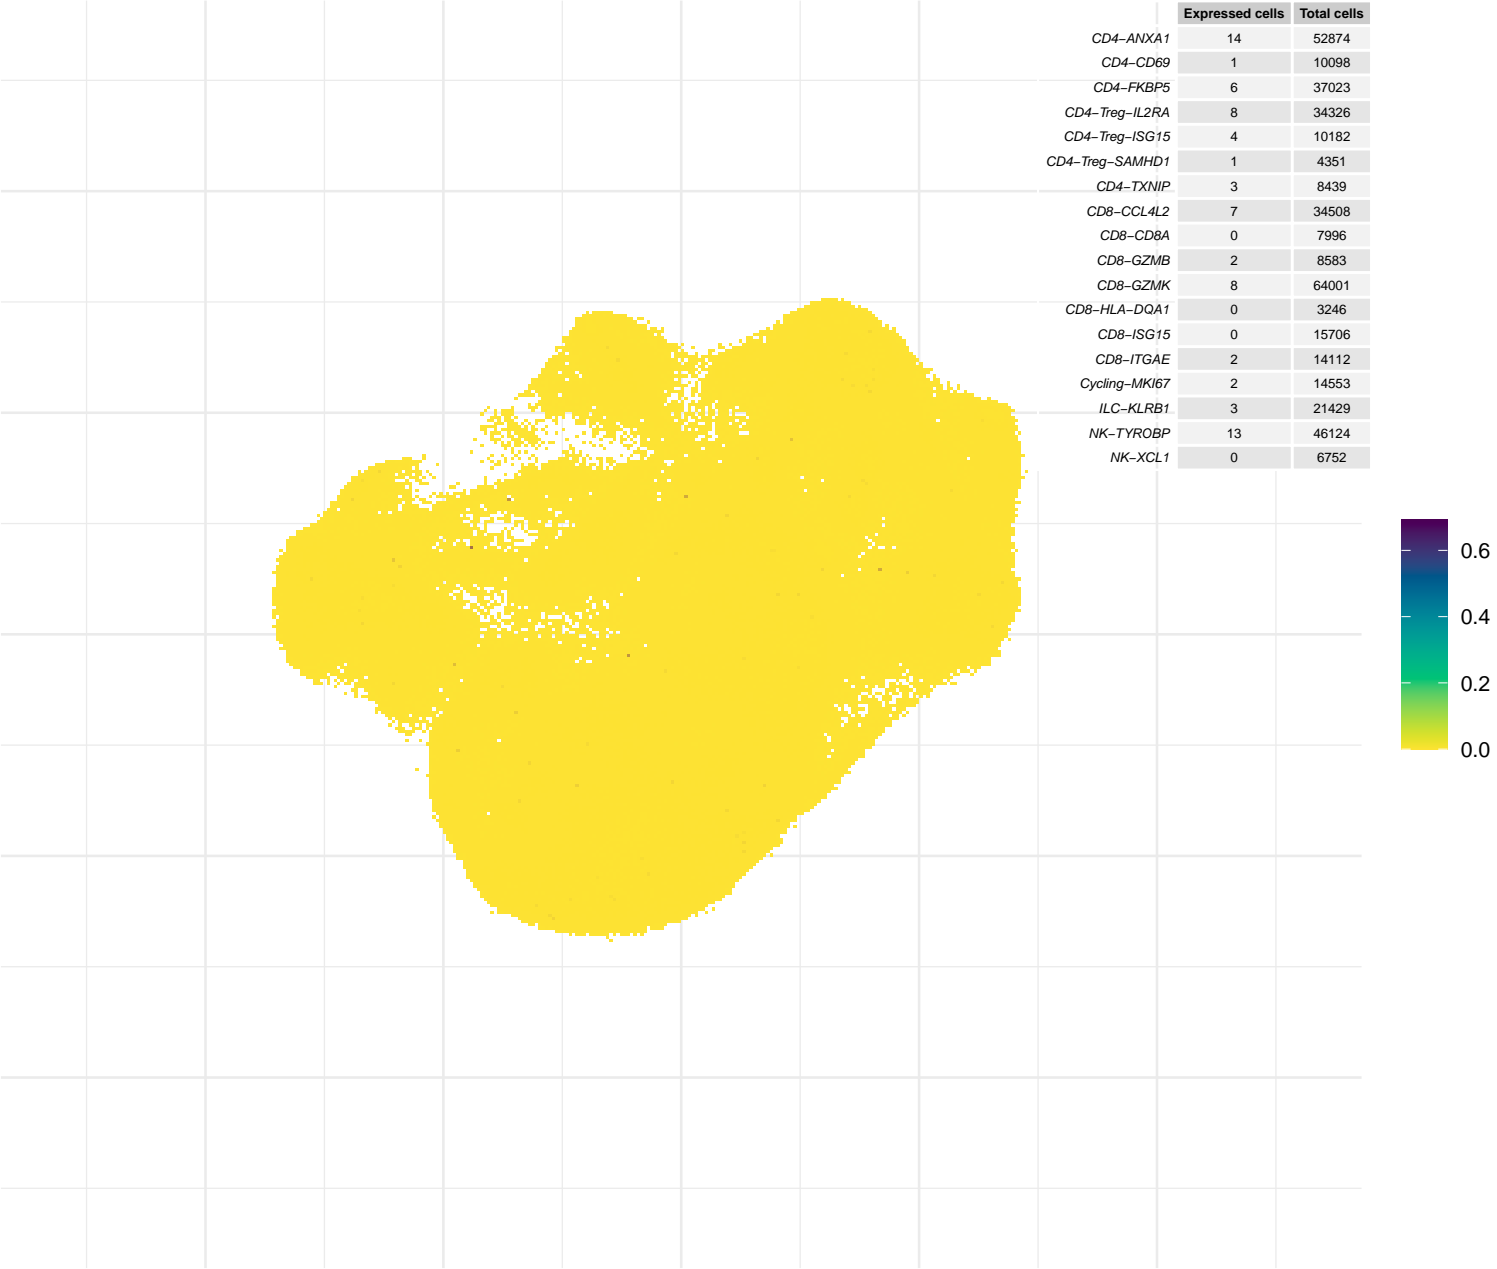 Expressed cells Total cells
CD4−ANXA1 14 52874
CD4−CD69 1 10098
CD4−FKBP5 6 37023
CD4−Treg−IL2RA 8 34326
CD4−Treg−ISG15 4 10182
CD4−Treg−SAMHD1 1 4351
CD4−TXNIP 3 8439
CD8−CCL4L2 7 34508
CD8−CD8A 0 7996
CD8−GZMB 2 8583
CD8−GZMK 8 64001
CD8−HLA−DQA1 0 3246
CD8−ISG15 0 15706
CD8−ITGAE 2 14112
Cycling−MKI67 2 14553
ILC−KLRB1 3 21429
NK−TYROBP 13 46124
NK−XCL1 0 6752
0.6
0.4
0.2
0.0